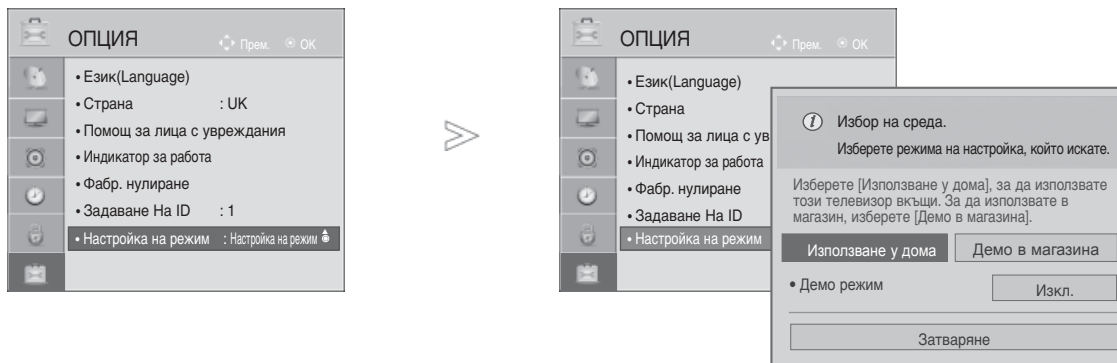 ОПЦИЯ
Прем. OK
• Език(Language)
• Страна : UK
• Помощ за лица с увреждания
• Индикатор за работа
• Фабр. нулиране
• Задаване На ID : 1
• Настройка на режим : Настройка на режим
ОПЦИЯ
Прем. OK
• Език(Language)
• Страна
• Помощ за лица с ув
• Индикатор за работа
• Фабр. нулиране
• Задаване На ID
• Настройка на режим
i Избор на среда.
Изберете режима на настройка, който искате.
Изберете [Използване у дома], за да използвате
този телевизор вкъщи. За да използвате в
магазин, изберете [Демо в магазина].
Използване у дома Демо в магазина
• Демо режим Изкл.
Затваряне